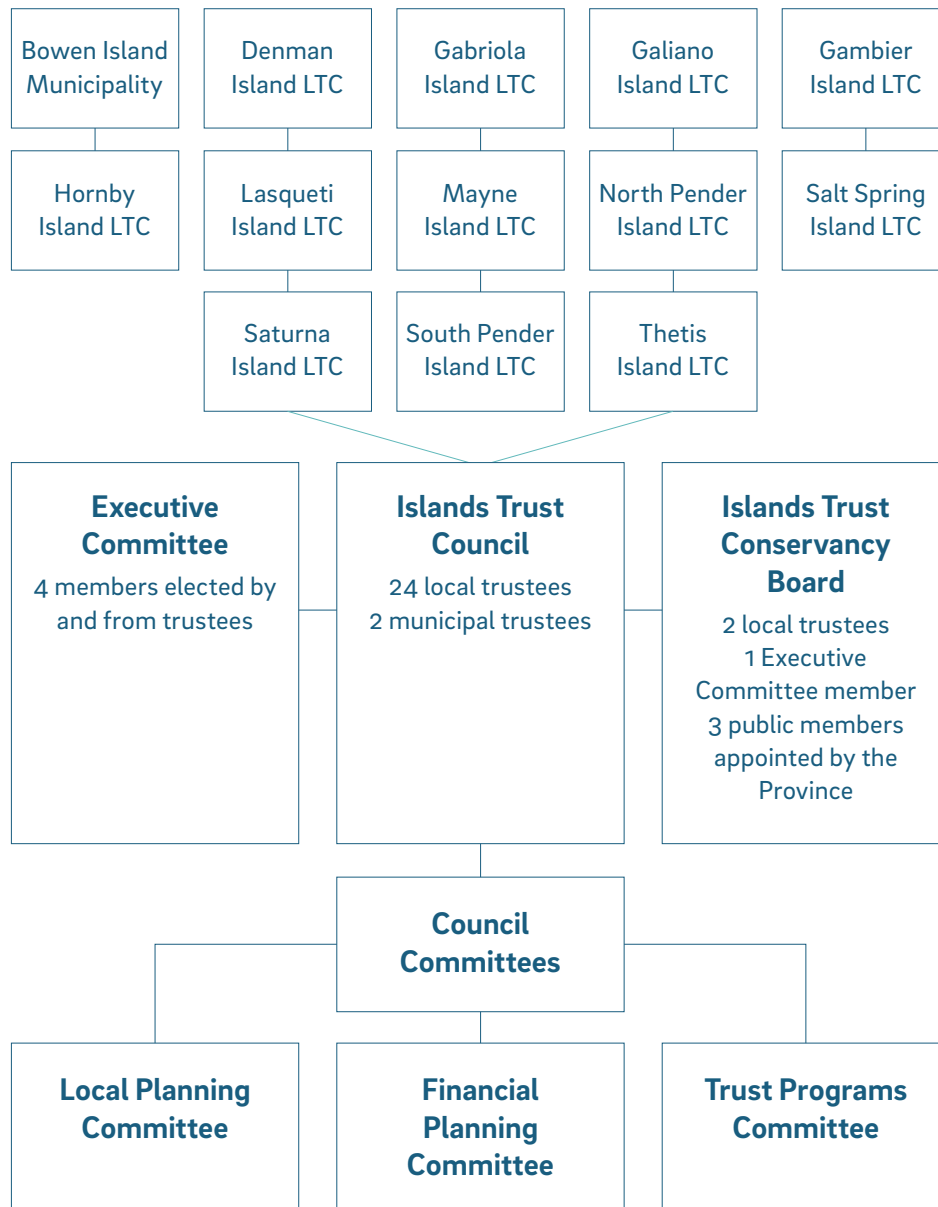 Bowen Island
Municipality
Denman
Island LTC
Gabriola
Island LTC
Galiano
Island LTC
Gambier
Island LTC
Hornby
Island LTC
Lasqueti
Island LTC
Mayne
Island LTC
North Pender
Island LTC
Salt Spring
Island LTC
Saturna
Island LTC
South Pender
Island LTC
Thetis
Island LTC
Executive
Committee
4 members elected by
and from trustees
Islands Trust
Council
24 local trustees
2 municipal trustees
Islands Trust
Conservancy
Board
2 local trustees
1 Executive
Committee member
3 public members
appointed by the
Province
Council
Committees
Local Planning
Committee
Financial
Planning
Committee
Trust Programs
Committee